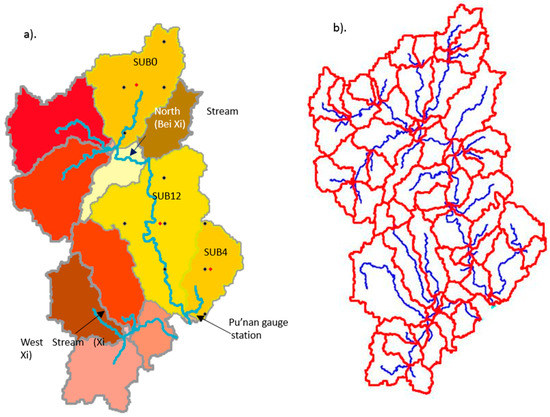 a).
b).
SUB0
North Stream
(Bei Xi)
SUB12
SUB4
Pu'nan gauge
station
West Stream (Xi
Xi)